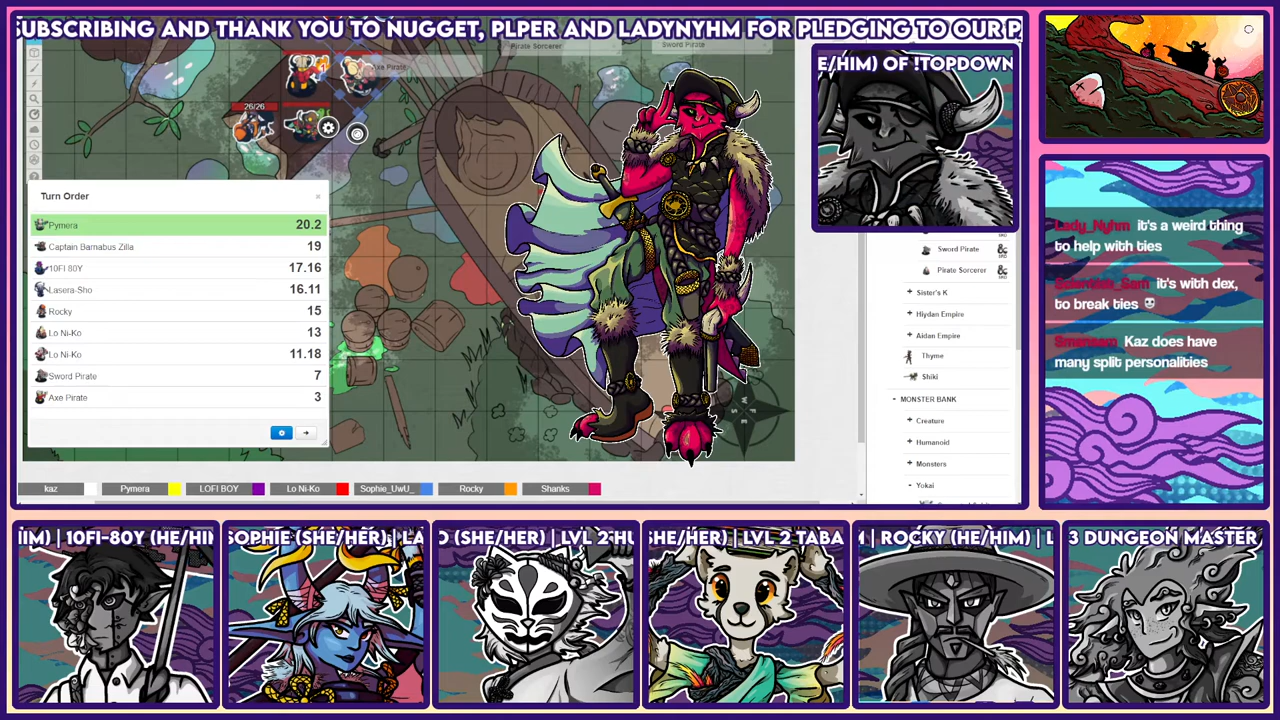 SUBSCRIBING AND THANK YOU TO NUGGET, PLPER AND LADYNYHM FOR PLEDGING TO OUR P
Pirate Sorcerer
Sword Pirate
Axe Pirate
26/26
E/HIM) OF !TOPDOWN
Turn Order
Pymera 20.2
Captain Barnabus Zilla 19
10FI 80Y 17.16
Lasera-Sho 16.11
Rocky 15
Lo Ni-Ko 13
Lo Ni-Ko 11.18
Sword Pirate 7
Axe Pirate 3
Sword Pirate
Pirate Sorcerer
Sister's K
Hiydan Empire
Aidan Empire
Thyme
Shiki
MONSTER BANK
Creature
Humanoid
Monsters
Yokai
Lady_Nyhm it's a weird thing
to help with ties
it's with dex,
to break ties
Kaz does have
many split personalities
W
S
kaz
Pymera
LOFI BOY
Lo Ni-Ko
Sophie_UwU_
Rocky
Shanks
IIM) | 10FI-80Y (HE/HIM
SOPHIE (SHE/HER) | LA
O (SHE/HER) | LVL 2 HU
SHE/HER) | LVL 2 TABA
M | ROCKY (HE/HIM) | L
3 DUNGEON MASTER